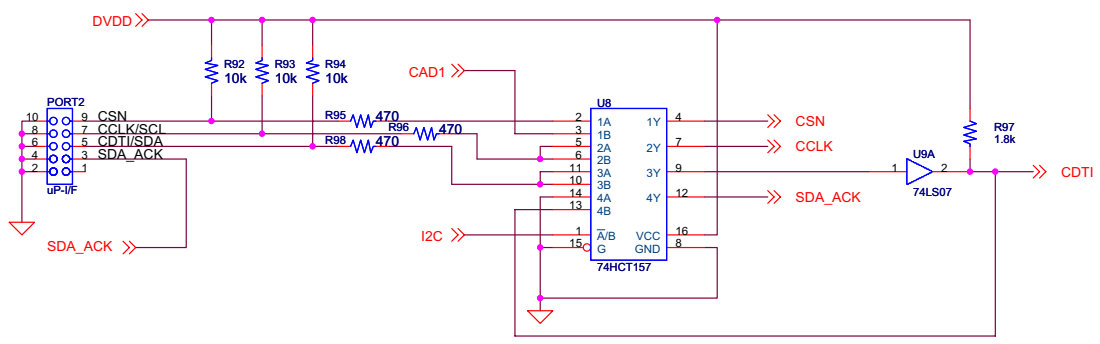 DVDD
R92
10k
R93
10k
R94
10k
CAD1
PORT2
10 9 CSN
8 7 CCLK/SCL
6 5 CDTI/SDA
4 3 SDA_ACK
2 1
uP-I/F
R95 470
R96 470
R98 470
SDA_ACK
I2C
U8
2 1A 1Y 4 CSN
3 1B
5 2A 2Y 7 CCLK
6 2B
11 3A 3Y 9
10 3B
14 4A 4Y 12 SDA_ACK
13 4B
1 A/B VCC 16
15 G GND 8
74HCT157
U9A
1 2
74LS07
R97
1.8k
CDTI